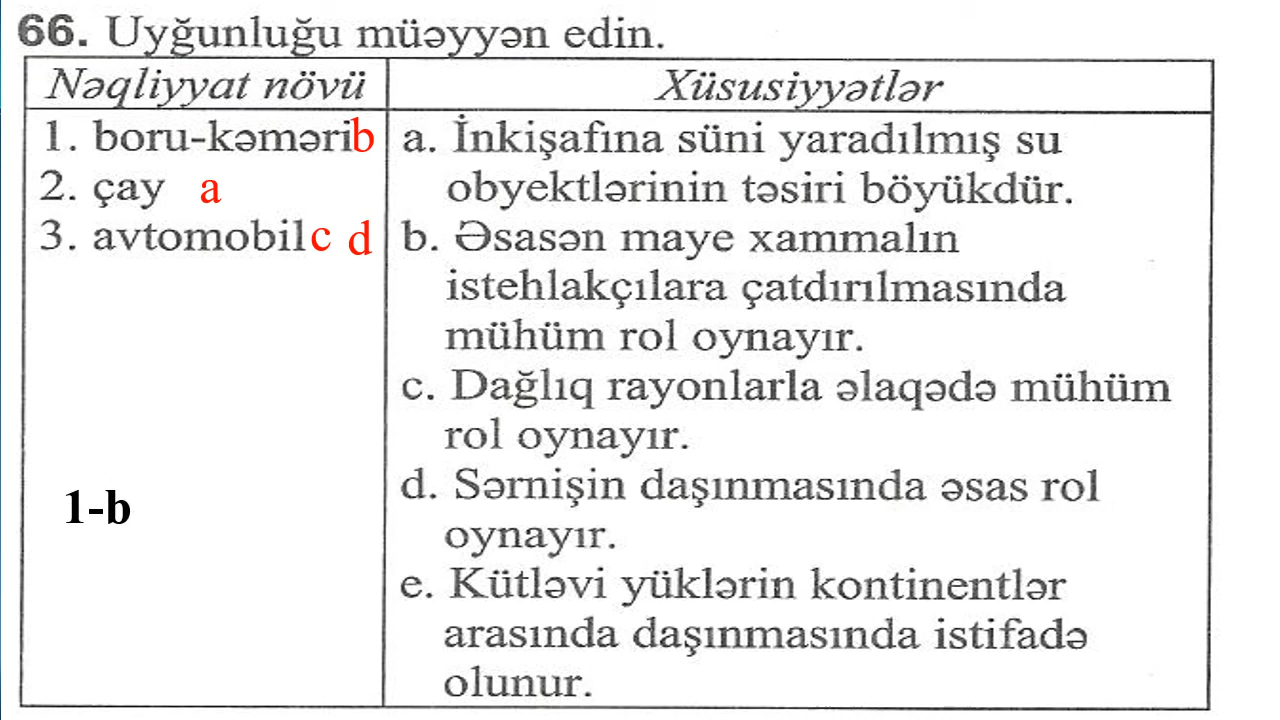 66. Uyğunluğu müəyyən edin.
Nəqliyyat növü
1. boru-kəməri b
2. çay a
3. avtomobil c d
1-b
Xüsusiyyətlər
a. İnkişafına süni yaradılmış su
obyektlərinin təsiri böyükdür.
b. Əsasən maye xammalın
istehlakçılara çatdırılmasında
mühüm rol oynayır.
c. Dağlıq rayonlarla əlaqədə mühüm
rol oynayır.
d. Sərnişin daşınmasında əsas rol
oynayır.
e. Kütləvi yüklərin kontinentlər
arasında daşınmasında istifadə
olunur.